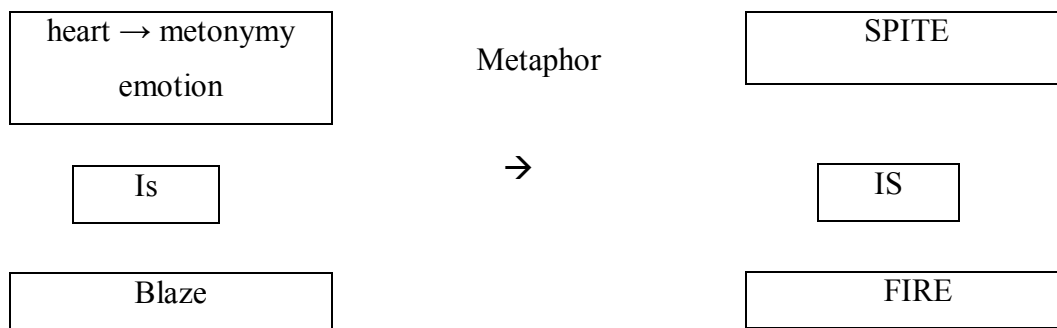 heart → metonymy
emotion
Metaphor
SPITE
Is
→
IS
Blaze
FIRE